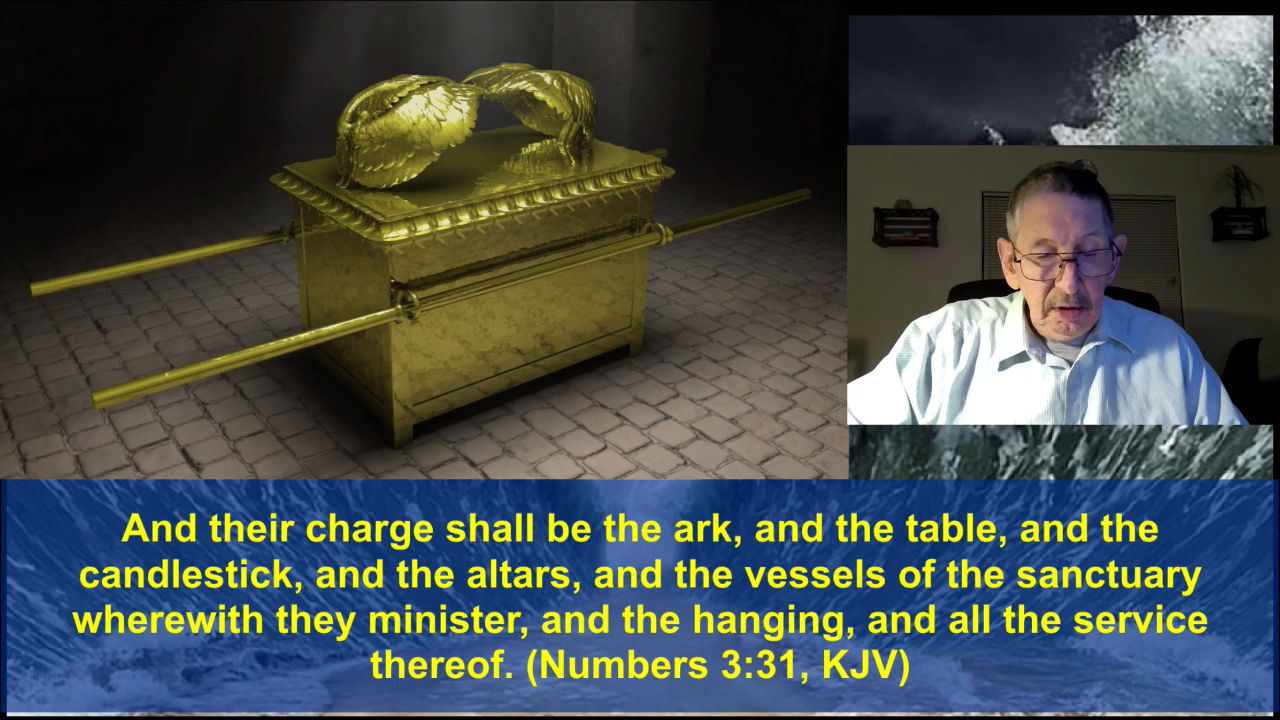 And their charge shall be the ark, and the table, and the
candlestick, and the altars, and the vessels of the sanctuary
wherewith they minister, and the hanging, and all the service
thereof. (Numbers 3:31, KJV)